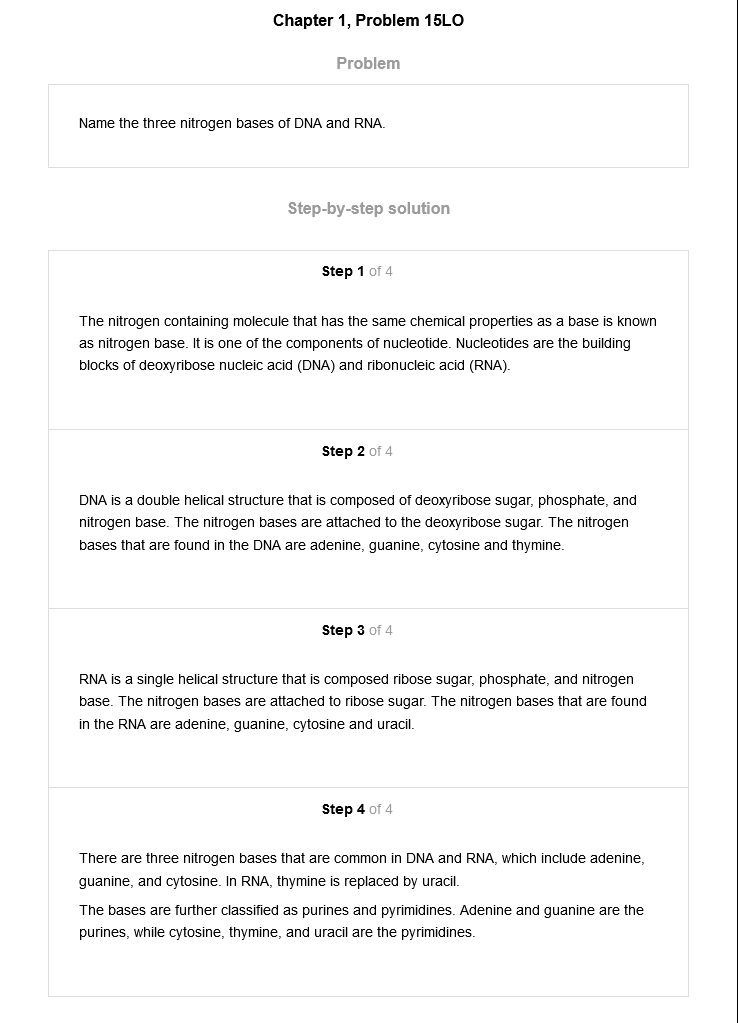 Chapter 1, Problem 15LO
Problem
Name the three nitrogen bases of DNA and RNA.
Step-by-step solution
Step 1 of 4
The nitrogen containing molecule that has the same chemical properties as a base is known
as nitrogen base. It is one of the components of nucleotide. Nucleotides are the building
blocks of deoxyribose nucleic acid (DNA) and ribonucleic acid (RNA).
Step 2 of 4
DNA is a double helical structure that is composed of deoxyribose sugar, phosphate, and
nitrogen base. The nitrogen bases are attached to the deoxyribose sugar. The nitrogen
bases that are found in the DNA are adenine, guanine, cytosine and thymine.
Step 3 of 4
RNA is a single helical structure that is composed ribose sugar, phosphate, and nitrogen
base. The nitrogen bases are attached to ribose sugar. The nitrogen bases that are found
in the RNA are adenine, guanine, cytosine and uracil.
Step 4 of 4
There are three nitrogen bases that are common in DNA and RNA, which include adenine,
guanine, and cytosine. In RNA, thymine is replaced by uracil.
The bases are further classified as purines and pyrimidines. Adenine and guanine are the
purines, while cytosine, thymine, and uracil are the pyrimidines.